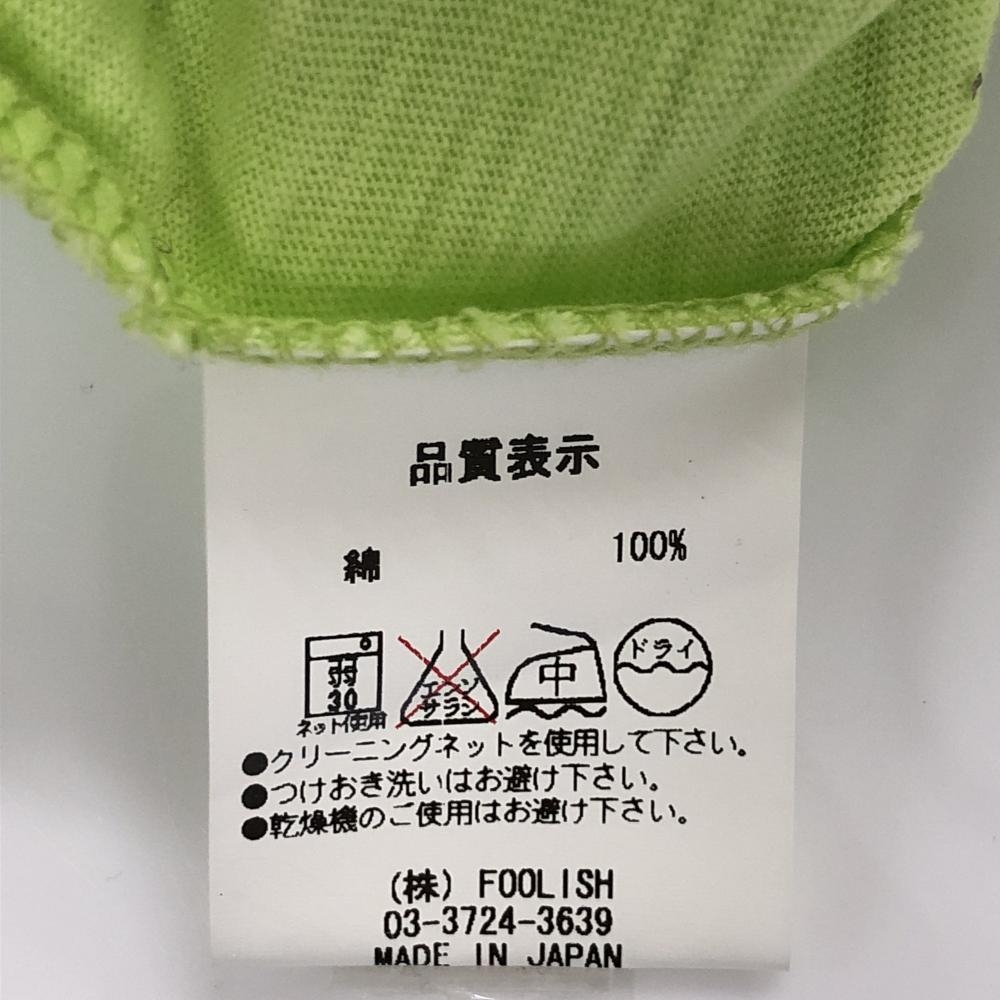 品質表示
綿 100%
弱 エンソ 中 ドライ
30 サラシ
ネット使用
●クリーニングネットを使用して下さい。
●つけおき洗いはお避け下さい。
●乾燥機のご使用はお避け下さい。
(株) FOOLISH
03-3724-3639
MADE IN JAPAN